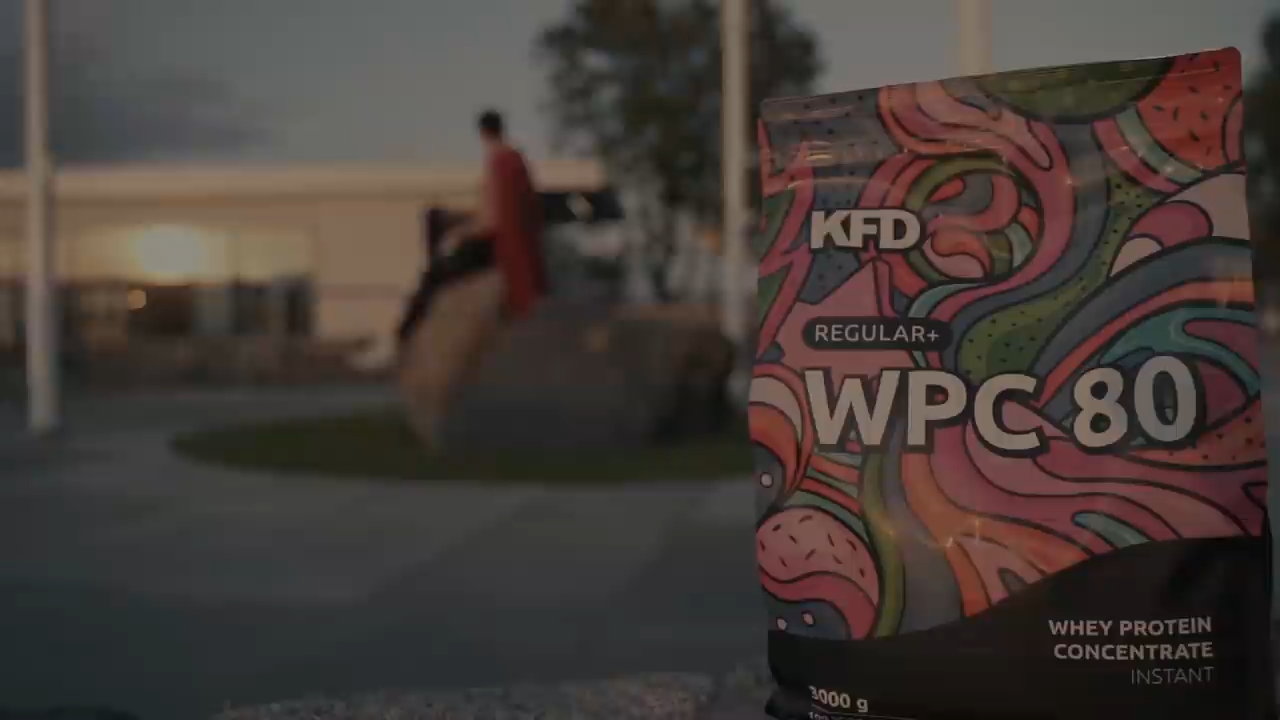 KFD
REGULAR+
WPC 80
WHEY PROTEIN
CONCENTRATE
INSTANT
3000 g